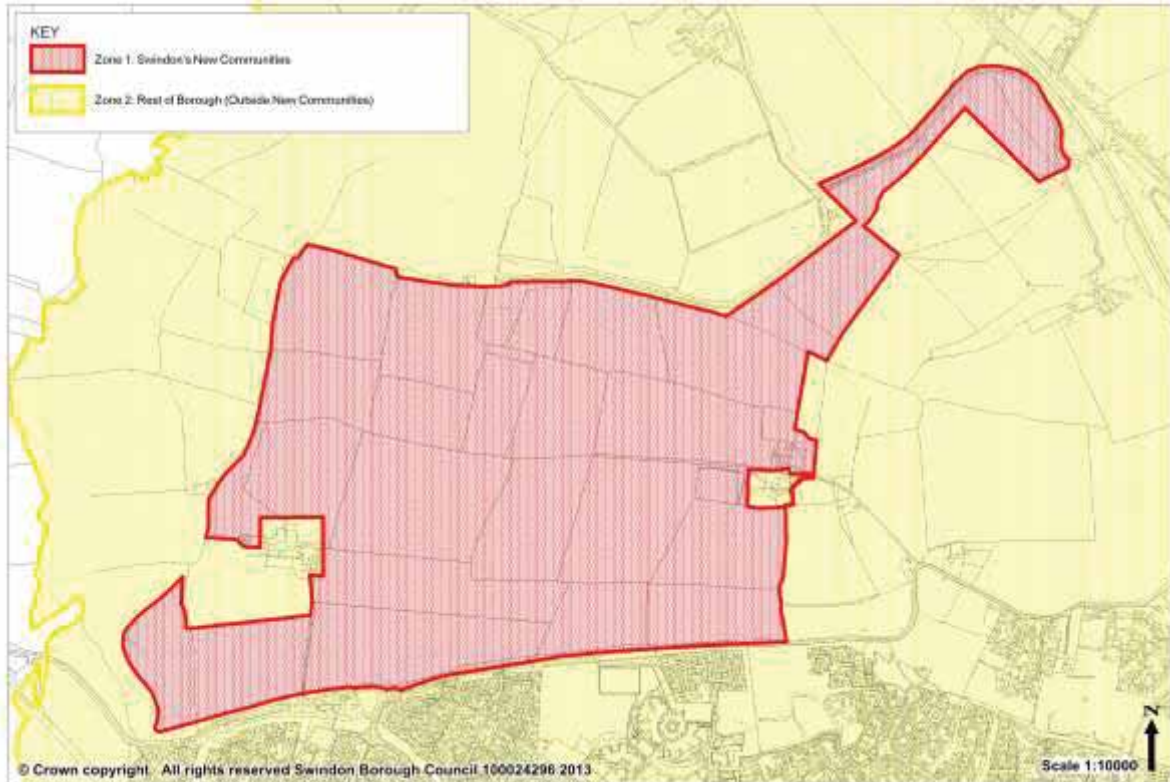 KEY
Zone 1: Swindon's New Communities
Zone 2: Rest of Borough (Outside New Communities)
© Crown copyright. All rights reserved Swindon Borough Council 100024296 2013
Scale 1:10000
N